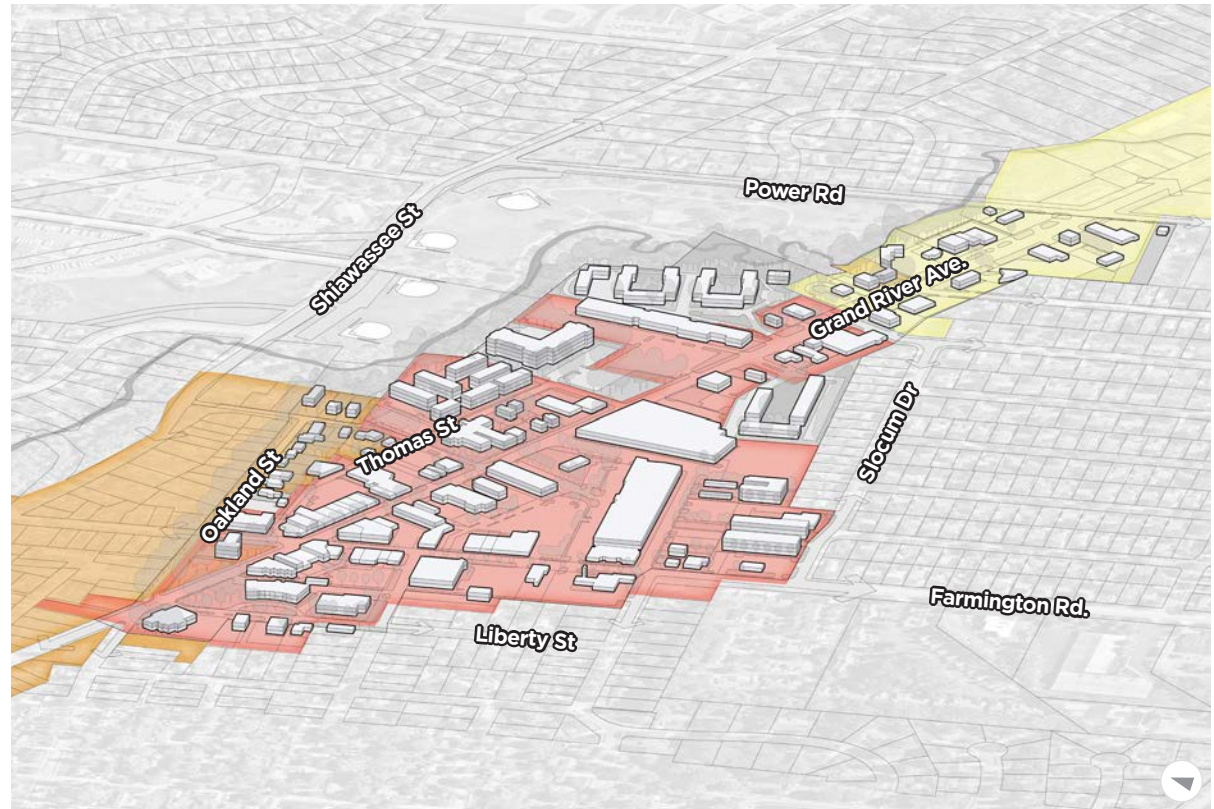 Power Rd
Shiawassee St
Grand River Ave.
Thomas St
Slocum Dr
Oakland St
Farmington Rd.
Liberty St